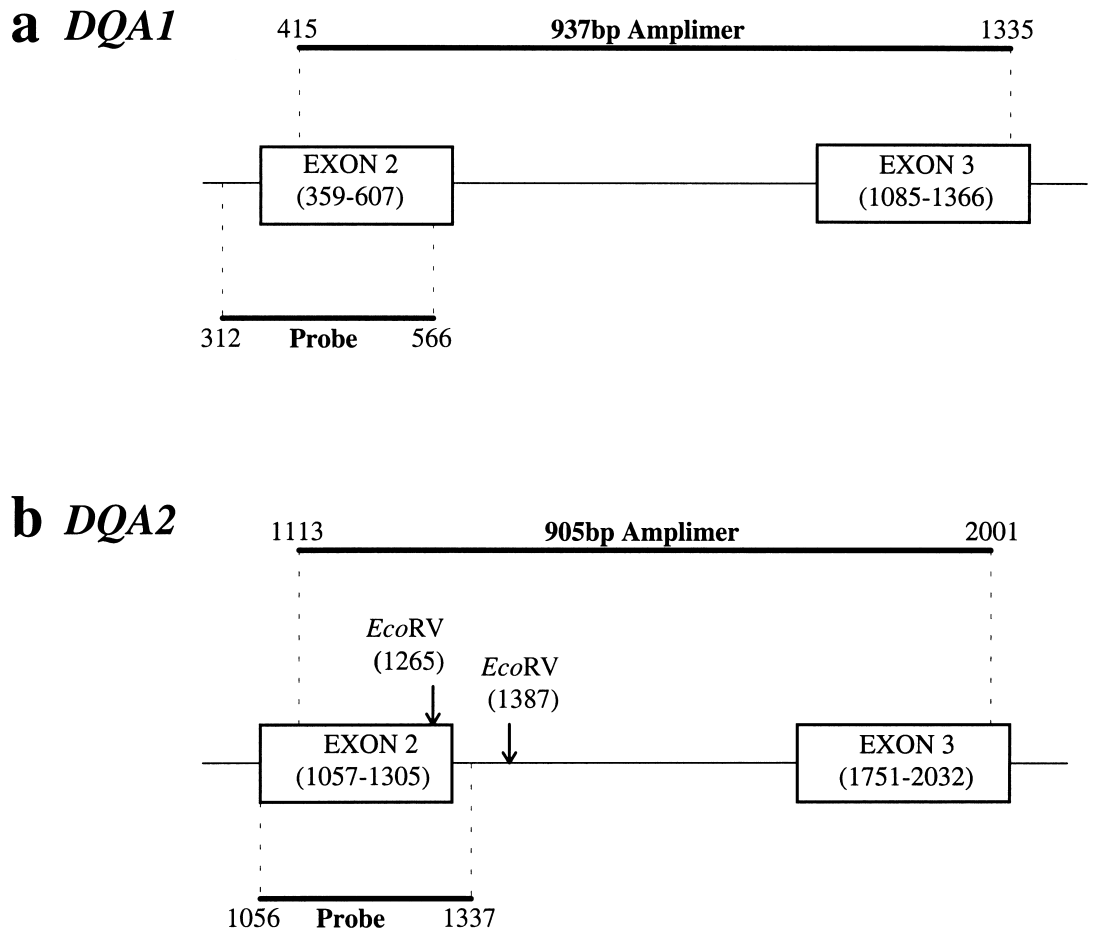 a DQA1
415 937bp Amplimer 1335
EXON 2
(359-607)
EXON 3
(1085-1366)
312 Probe 566
b DQA2
1113 905bp Amplimer 2001
EcoRV
(1265)
EcoRV
(1387)
EXON 2
(1057-1305)
EXON 3
(1751-2032)
1056 Probe 1337